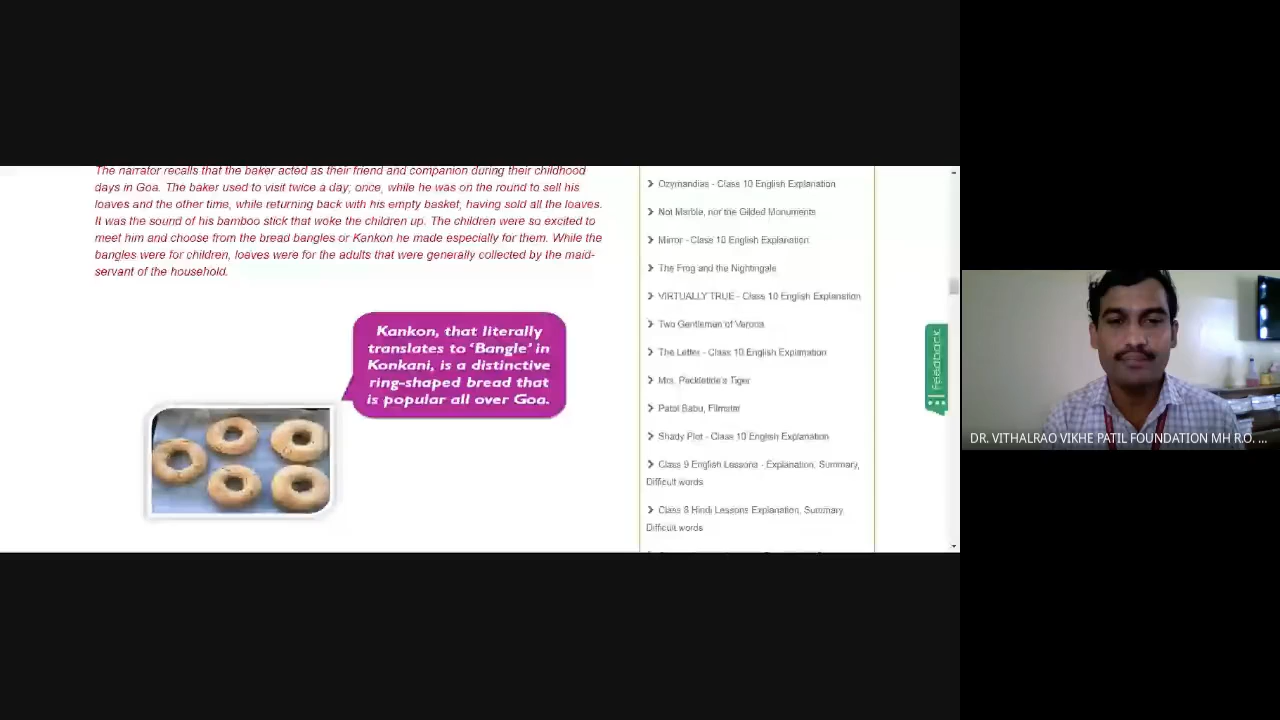 The narrator recalls that the baker acted as their friend and companion during their childhood
days in Goa. The baker used to visit twice a day; once, while he was on the round to sell his
loaves and the other time, while returning back with his empty basket, having sold all the loaves.
It was the sound of his bamboo stick that woke the children up. The children were so excited to
meet him and choose from the bread bangles or Kankon he made especially for them. While the
bangles were for children, loaves were for the adults that were generally collected by the maid-
servant of the household.
Kankon, that literally
translates to ‘Bangle’ in
Konkani, is a distinctive
ring-shaped bread that
is popular all over Goa.
Ozymandias - Class 10 English Explanation
Not Marble, nor the Gilded Monuments
Mirror - Class 10 English Explanation
The Frog and the Nightingale
VIRTUALLY TRUE - Class 10 English Explanation
Two Gentlemen of Verona
The Letter - Class 10 English Explanation
Mrs. Packletide's Tiger
Patol Babu, Filmstar
Shady Plot - Class 10 English Explanation
Class 9 English Lessons - Explanation, Summary,
Difficult words
Class 8 Hindi Lessons Explanation, Summary,
Difficult words
Feedback
DR. VITHALRAO VIKHE PATIL FOUNDATION MH R.O. ...